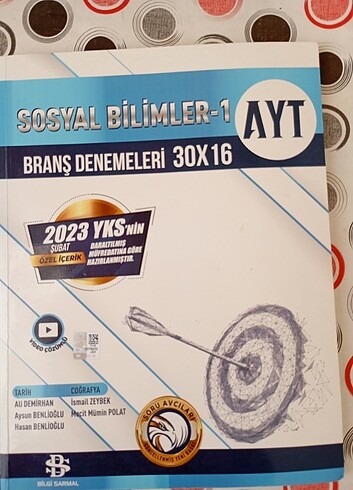 SOSYAL BİLİMLER-1
AYT
BRANŞ DENEMELERİ 30X16
2023 YKS'NİN
ŞUBAT
ÖZEL İÇERİK
DARALTILMIŞ
MÜFREDATINA GÖRE
HAZIRLANMIŞTIR.
VİDEO ÇÖZÜMLÜ
TARİH
Ali DEMİRHAN
Aysun BENLİOĞLU
Hasan BENLİOĞLU
COĞRAFYA
İsmail ZEYBEK
Mecit Mümin POLAT
SORU AVCILARI
BİLGİ SARMAL